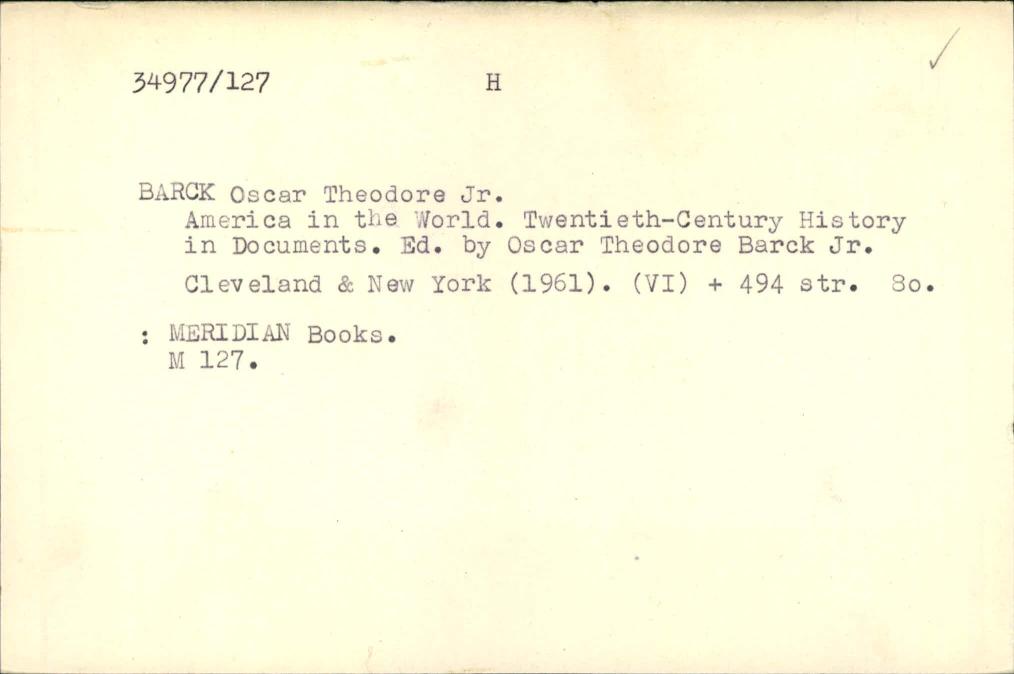 34977/127 H
BARCK Oscar Theodore Jr.
America in the World. Twentieth-Century History
in Documents. Ed. by Oscar Theodore Barck Jr.
Cleveland & New York (1961). (VI) + 494 str. 8o.
: MERIDIAN Books.
M 127.